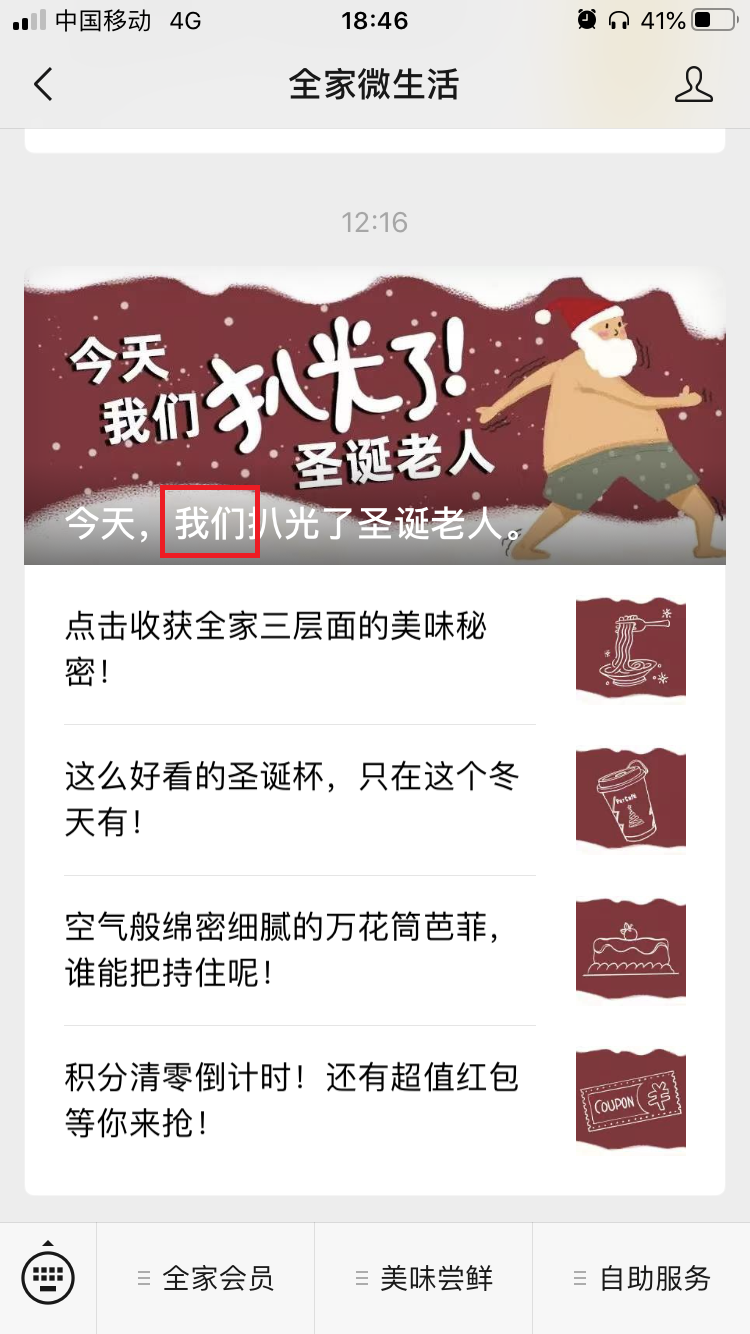 中国移动 4G 18:46 41%
全家微生活
12:16
今天
我们扒光了!
圣诞老人
今天，我们扒光了圣诞老人。
点击收获全家三层面的美味秘
密！
这么好看的圣诞杯，只在这个冬
天有！
空气般绵密细腻的万花筒芭菲，
谁能把持住呢！
COUPON
积分清零倒计时！还有超值红包
等你来抢！
全家会员 美味尝鲜 自助服务